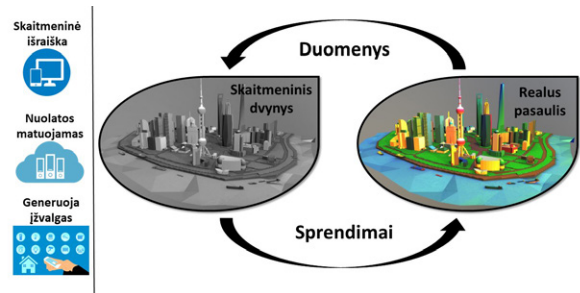 Skaitmeninė
išraiška
Nuolatos
matuojamas
Generuoja
įžvalgas
Duomenys
Skaitmeninis
dvynys
Realus
pasaulis
Sprendimai